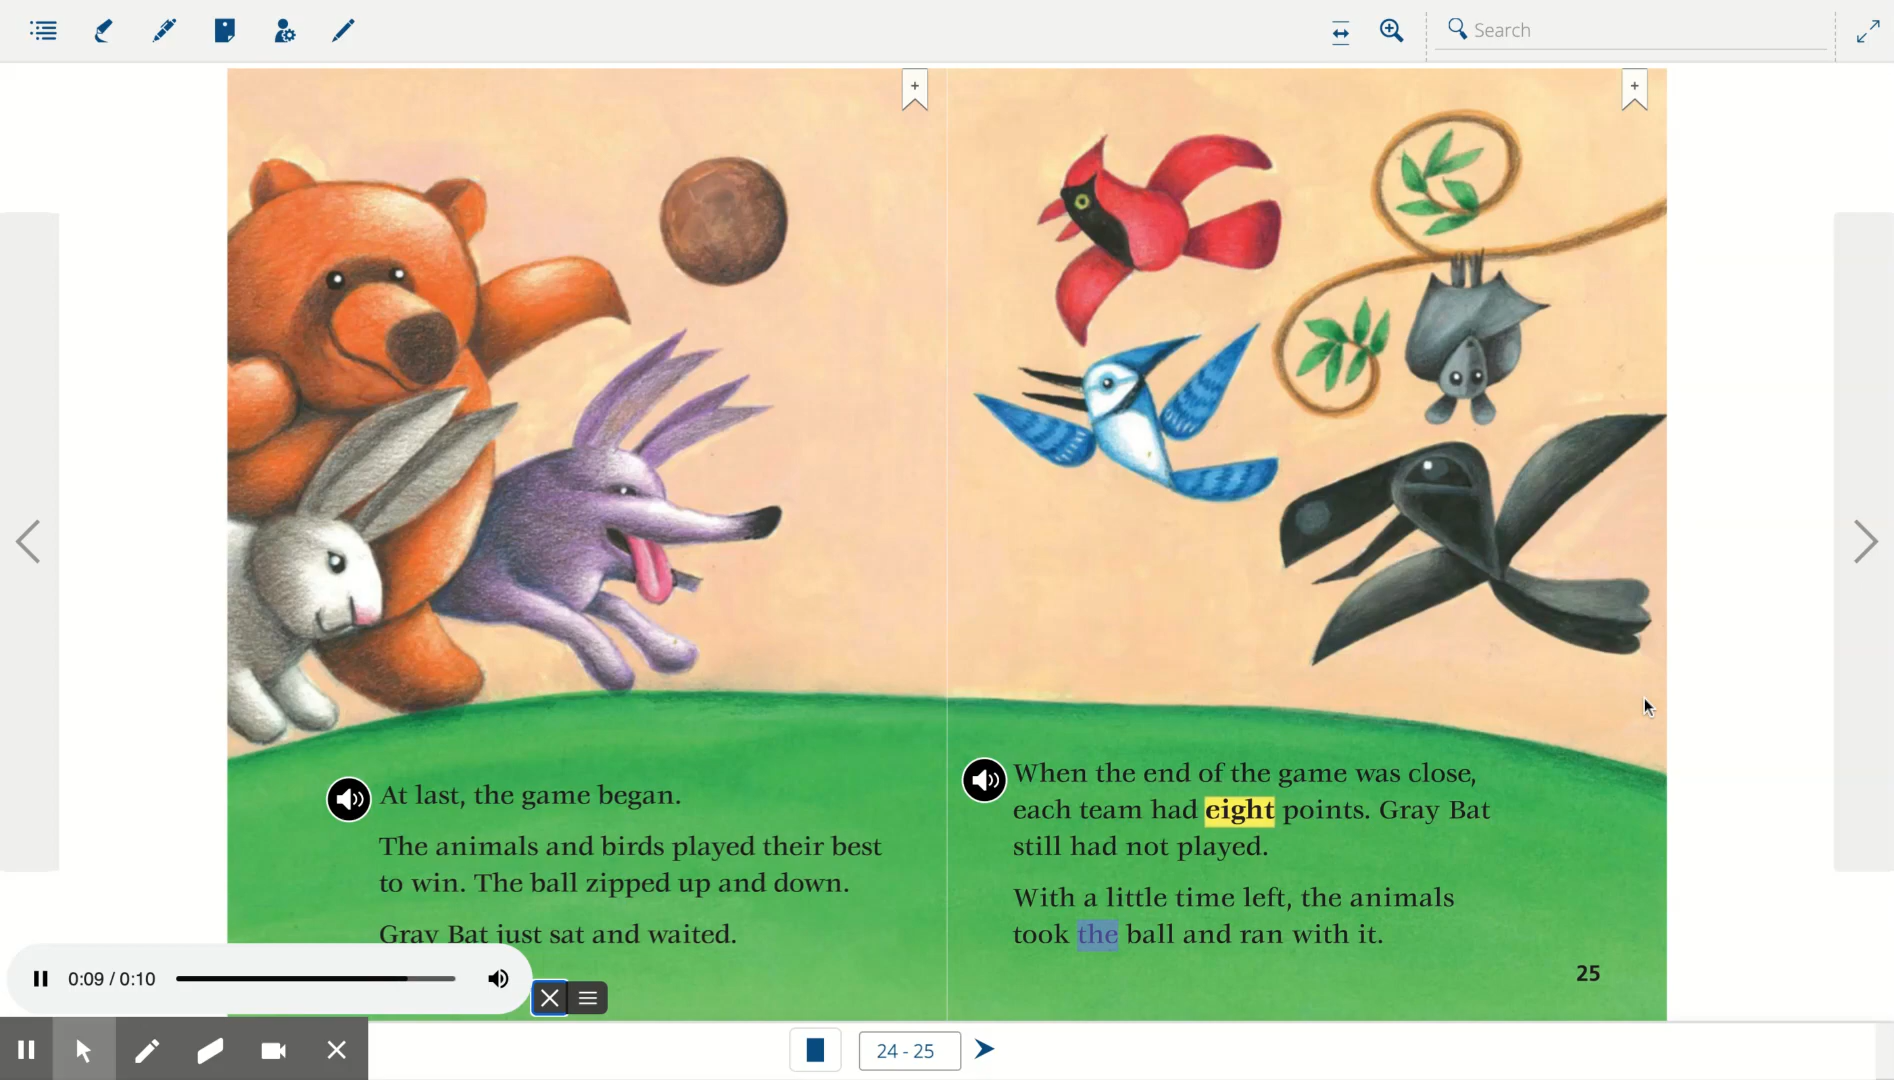 Search
+
+
At last, the game began.
The animals and birds played their best
to win. The ball zipped up and down.
Gray Bat just sat and waited.
When the end of the game was close,
each team had eight points. Gray Bat
still had not played.
With a little time left, the animals
took the ball and ran with it.
25
0:09 / 0:10
24 - 25